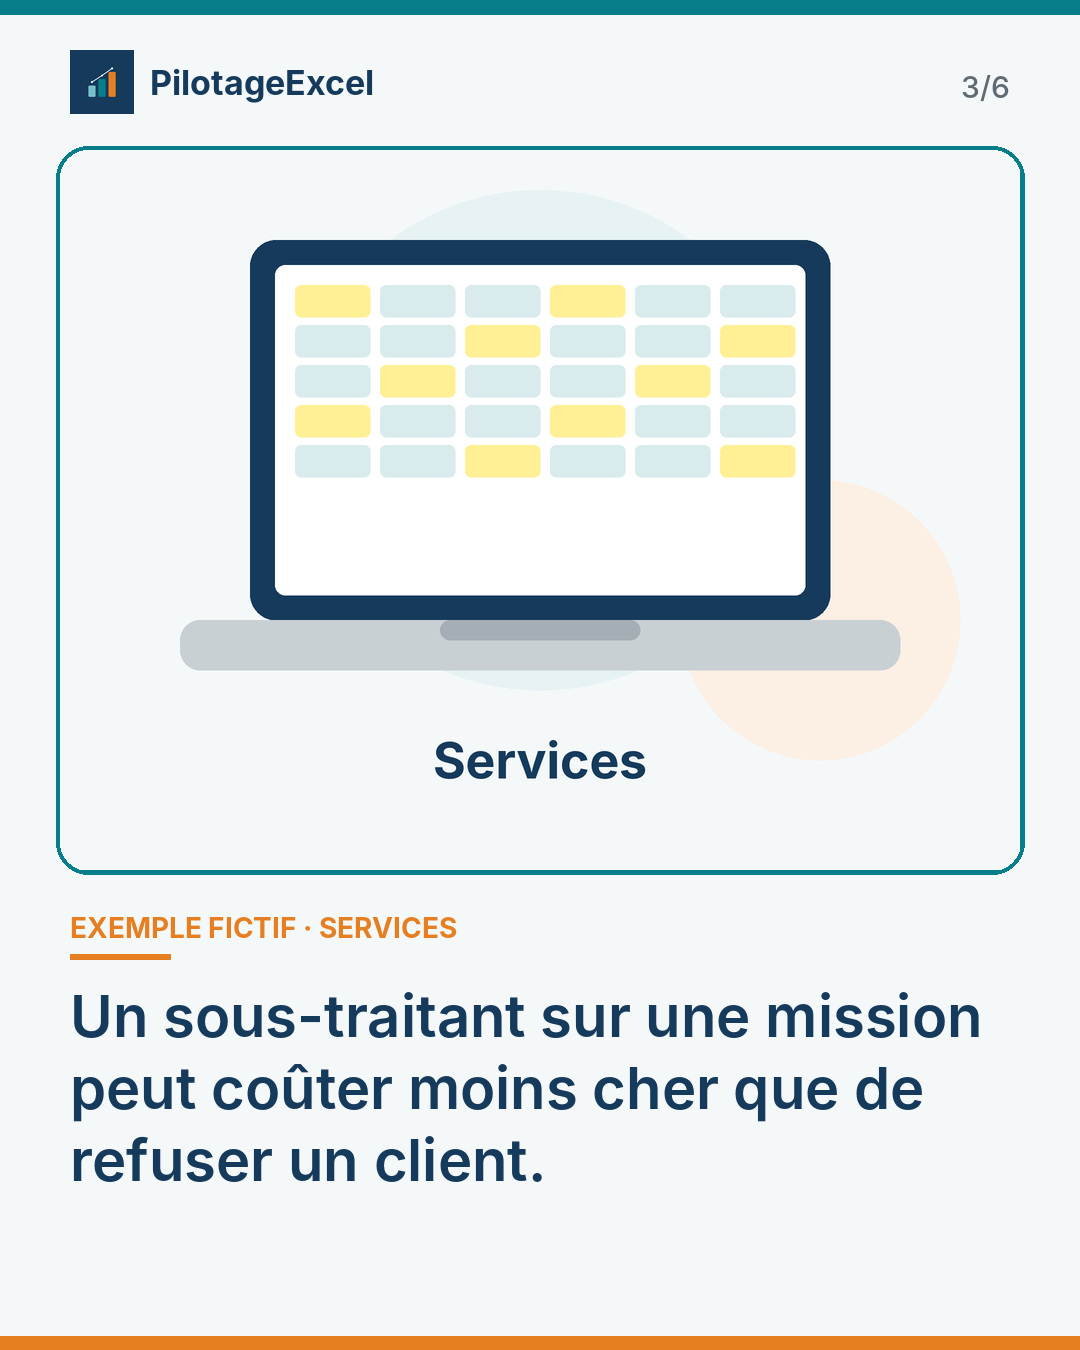 PilotageExcel
3/6
Services
EXEMPLE FICTIF · SERVICES
Un sous-traitant sur une mission
peut coûter moins cher que de
refuser un client.